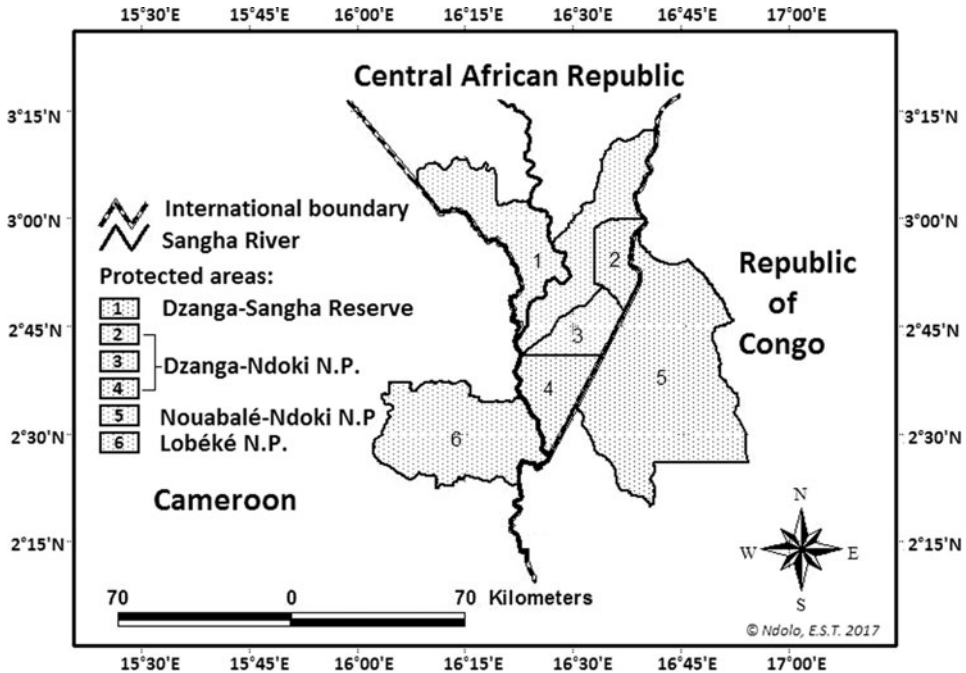 15°30'E 15°45'E 16°00'E 16°15'E 16°30'E 16°45'E 17°00'E
Central African Republic
3°15'N 3°15'N
3°00'N 3°00'N
2°45'N 2°45'N
2°30'N 2°30'N
2°15'N 2°15'N
International boundary
Sangha River
Protected areas:
1 Dzanga-Sangha Reserve
2
3 Dzanga-Ndoki N.P.
4
5 Nouabalé-Ndoki N.P
6 Lobéké N.P.
1
2
3
4
5
6
Republic
of
Congo
Cameroon
N
W E
S
70 0 70 Kilometers
© Ndolo, E.S.T. 2017
15°30'E 15°45'E 16°00'E 16°15'E 16°30'E 16°45'E 17°00'E